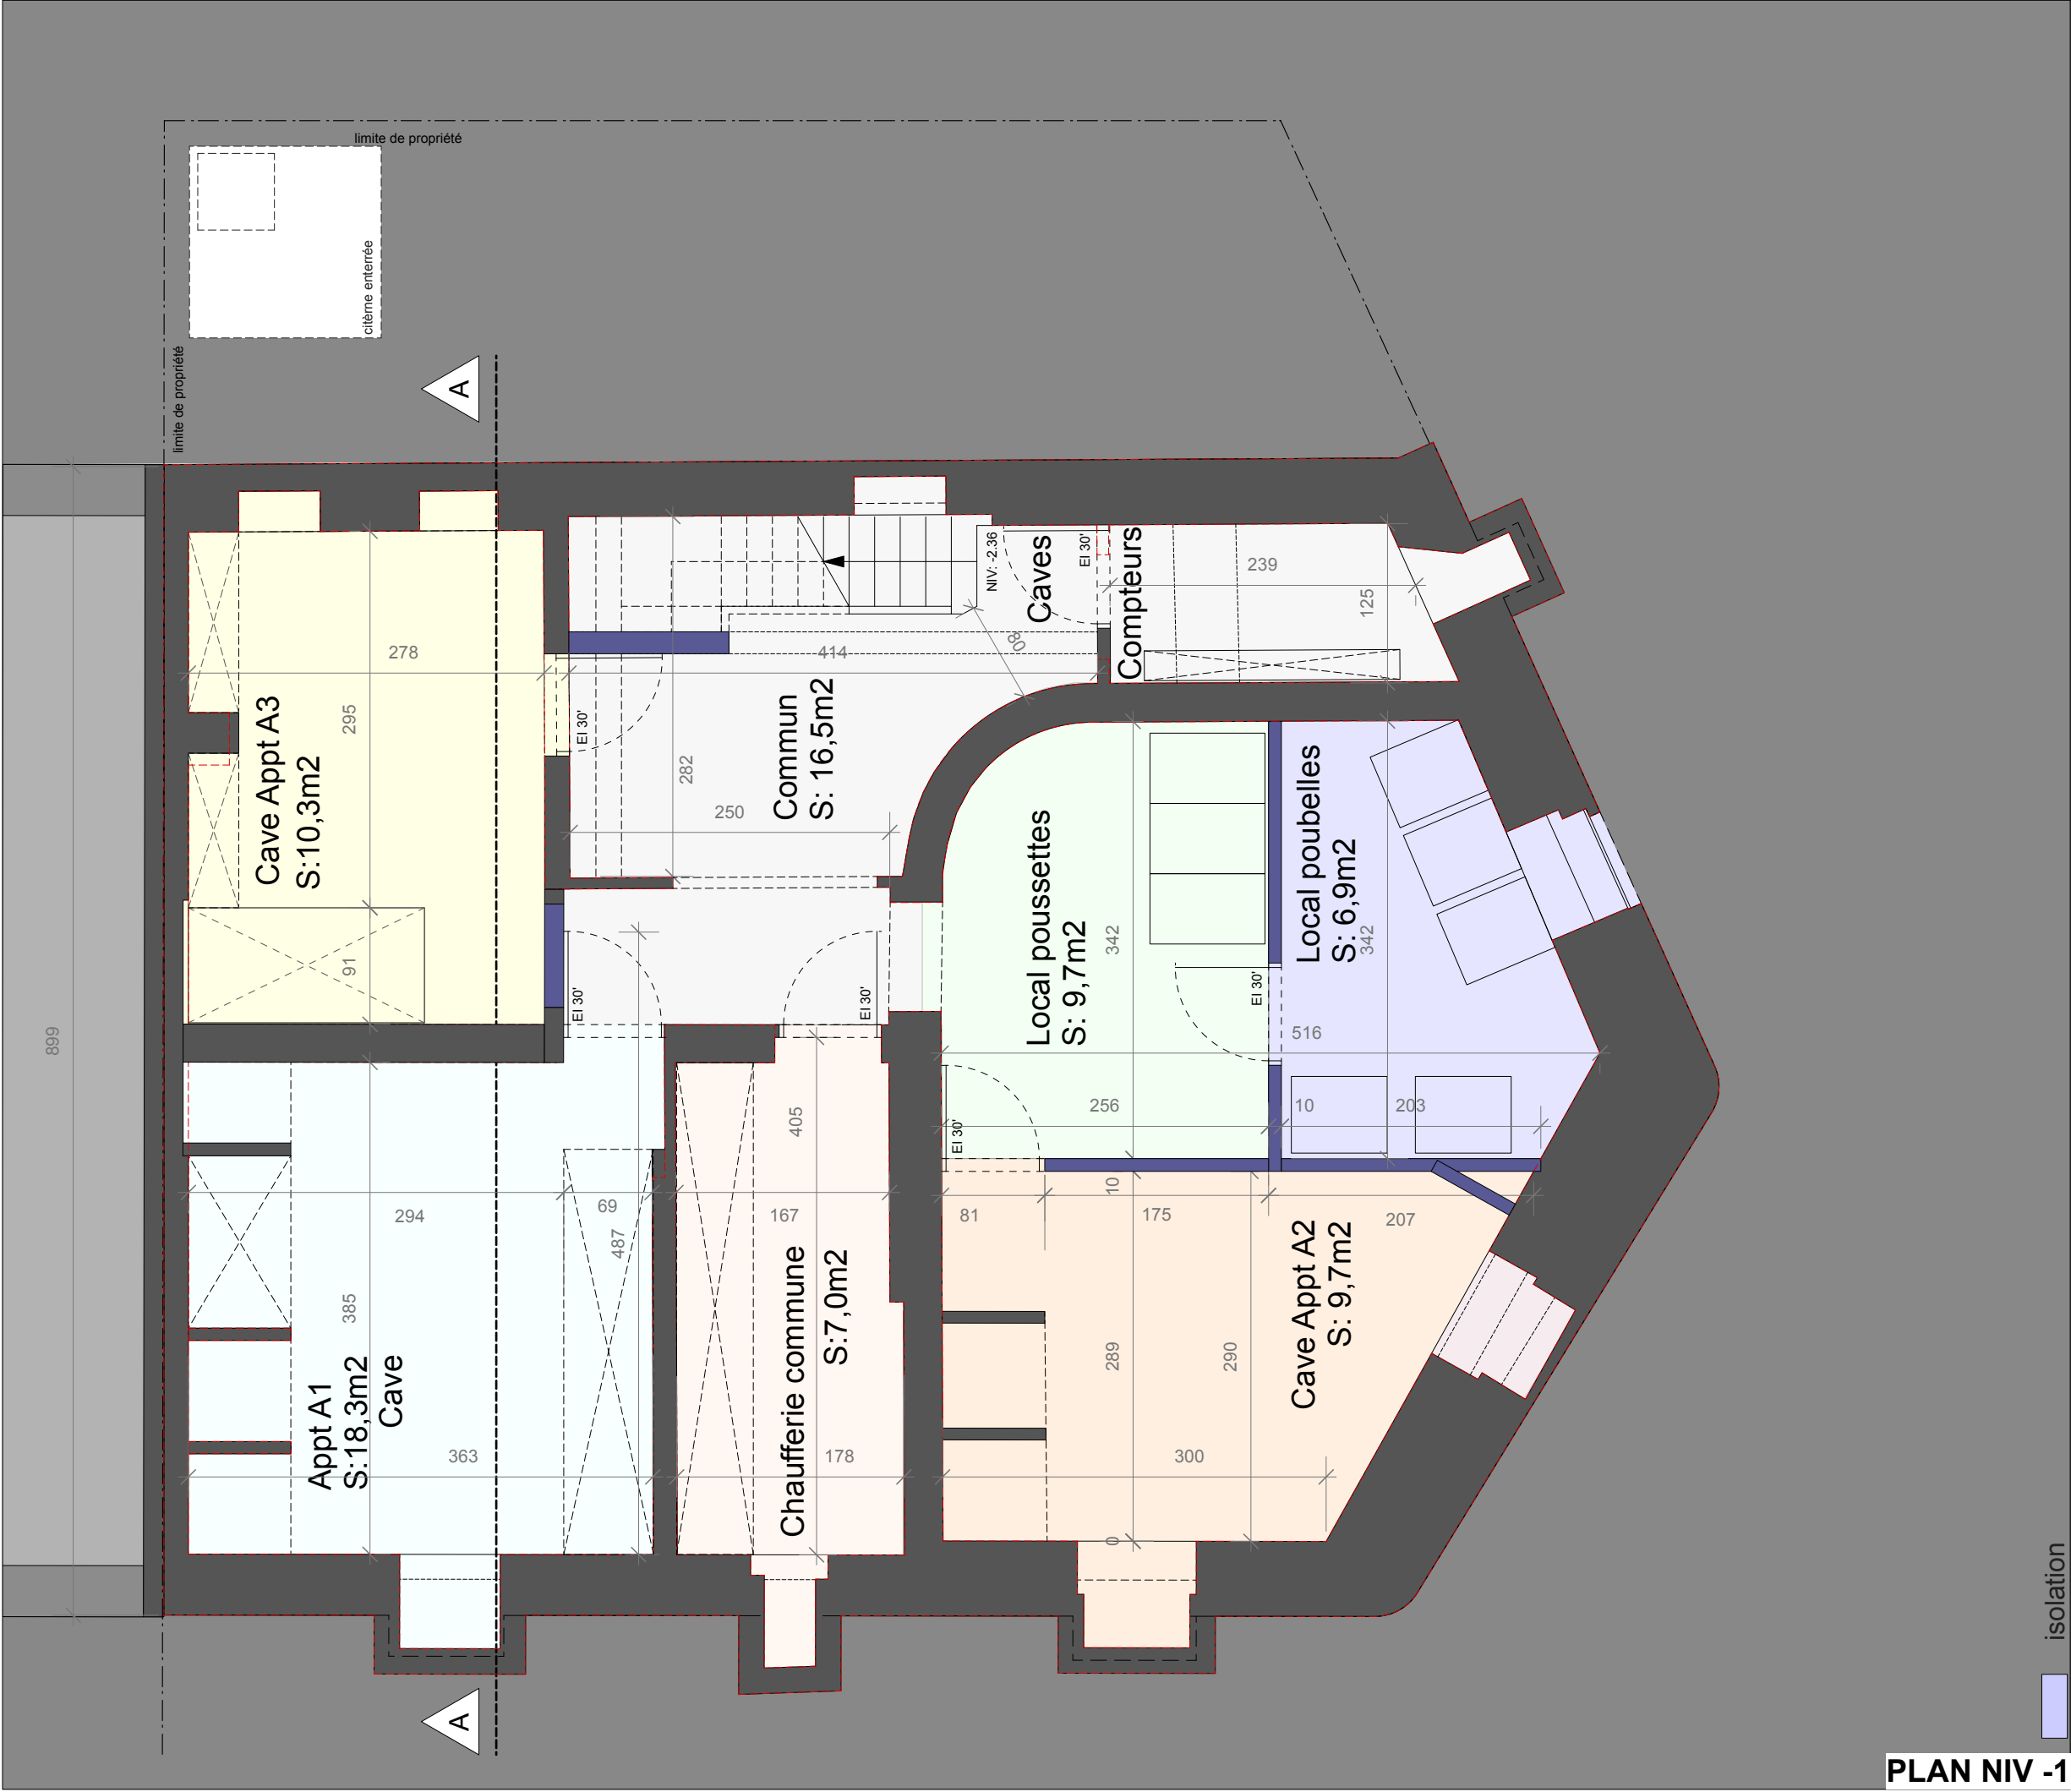 limite de propriété
citèrne enterrée
limite de propriété
A
Cave Appt A3
S:10,3m2
278
295
91
899
EI 30'
282
250
414
Commun
S: 16,5m2
80
NIV: -2.36
Caves
EI 30'
Compteurs
239
125
EI 30'
EI 30'
Local poussettes
S: 9,7m2
342
Local poubelles
S: 6,9m2
342
EI 30'
516
256
10
203
EI 30'
Appt A1
S:18,3m2
Cave
294
69
487
385
363
405
167
Chaufferie commune
S:7,0m2
178
81
10
175
207
Cave Appt A2
S: 9,7m2
289
290
300
0
A
isolation
PLAN NIV -1